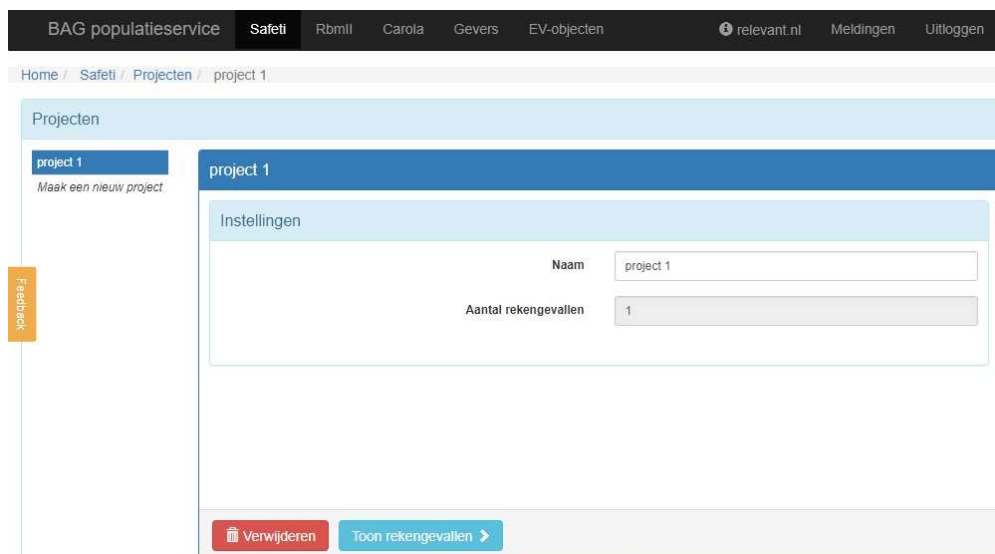 BAG populatieservice Safeti RbmII Carola Gevers EV-objecten relevant.nl Meldingen Uitloggen
Home / Safeti / Projecten / project 1
Projecten
project 1
Maak een nieuw project
project 1
Instellingen
Naam project 1
Aantal rekengevallen 1
Feedback
Verwijderen Toon rekengevallen